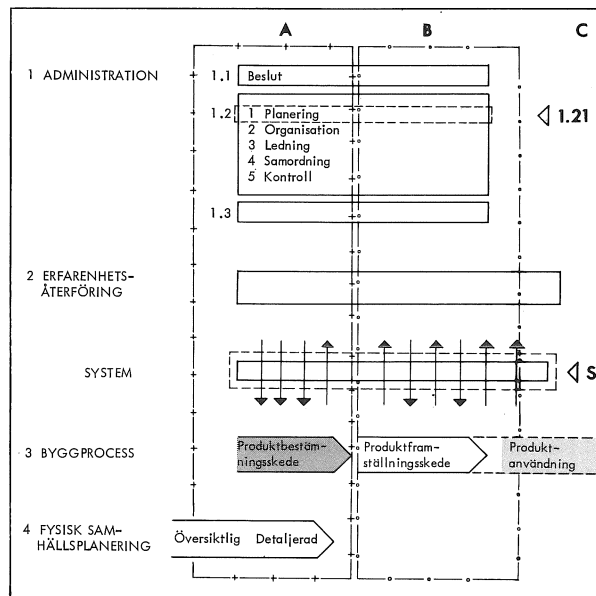 A B C
1 ADMINISTRATION
1.1 Beslut
1.2 1 Planering
2 Organisation
3 Ledning
4 Samordning
5 Kontroll
1.21
1.3
2 ERFARENHETS-
ÅTERFÖRING
SYSTEM
S
3 BYGGPROCESS
Produktbestäm-
ningsskede
Produktfram-
ställningsskede
Produkt-
användning
4 FYSISK SAM-
HÄLLSPLANERING
Översiktlig Detaljerad